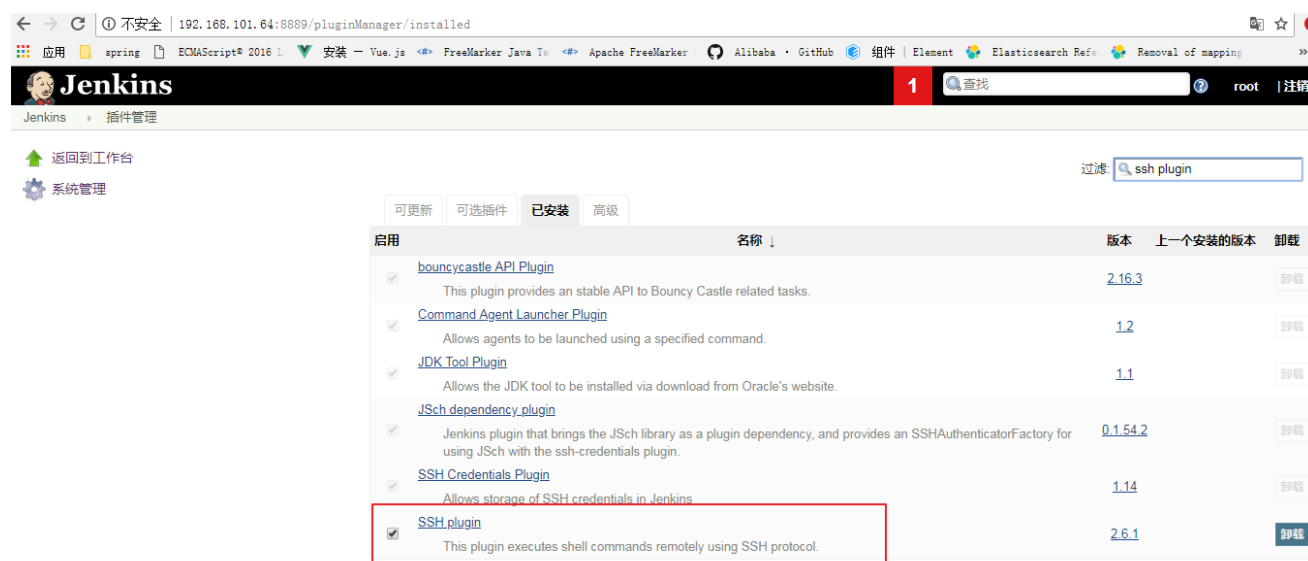 不安全 | 192.168.101.64:8889/pluginManager/installed
应用 spring ECMAScript® 2016 L 安装 — Vue.js FreeMarker Java Te Apache FreeMarker Alibaba · GitHub 组件 | Element Elasticsearch Refe Removal of mapping »
Jenkins 1 查找 root | 注销
Jenkins 插件管理
返回到工作台
系统管理
过滤: ssh plugin
可更新 可选插件 已安装 高级
启用 名称 ↓ 版本 上一个安装的版本 卸载
bouncycastle API Plugin
This plugin provides an stable API to Bouncy Castle related tasks.
2.16.3 卸载
Command Agent Launcher Plugin
Allows agents to be launched using a specified command.
1.2 卸载
JDK Tool Plugin
Allows the JDK tool to be installed via download from Oracle's website.
1.1 卸载
JSch dependency plugin
Jenkins plugin that brings the JSch library as a plugin dependency, and provides an SSHAuthenticatorFactory for
using JSch with the ssh-credentials plugin.
0.1.54.2 卸载
SSH Credentials Plugin
Allows storage of SSH credentials in Jenkins
1.14 卸载
SSH plugin
This plugin executes shell commands remotely using SSH protocol.
2.6.1 卸载